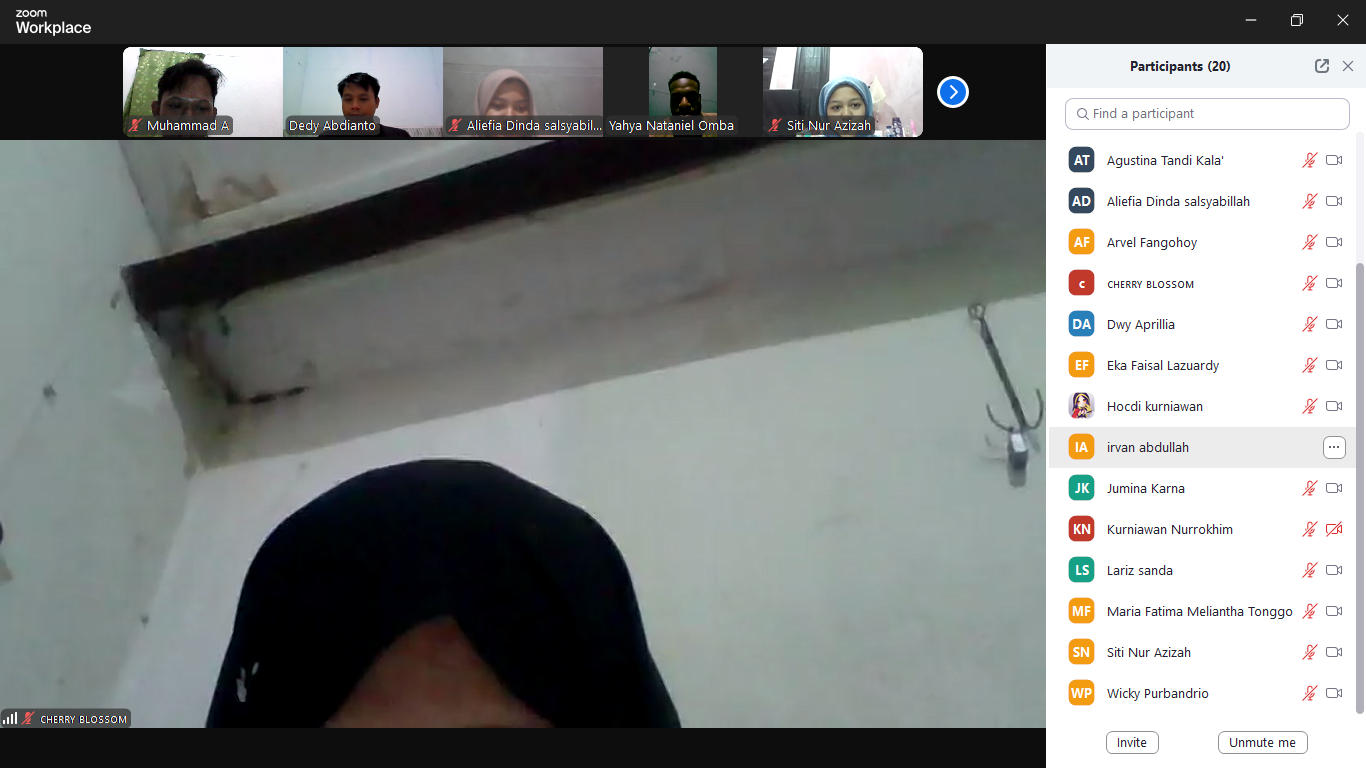 zoom
Workplace
Muhammad A
Dedy Abdianto
Aliefia Dinda salsyabil...
Yahya Nataniel Omba
Siti Nur Azizah
CHERRY BLOSSOM
Participants (20)
Find a participant
AT Agustina Tandi Kala'
AD Aliefia Dinda salsyabillah
AF Arvel Fangohoy
c ᴄʜᴇʀʀʏ ʙʟᴏssᴏᴍ
DA Dwy Aprillia
EF Eka Faisal Lazuardy
Hocdi kurniawan
IA irvan abdullah
JK Jumina Karna
KN Kurniawan Nurrokhim
LS Lariz sanda
MF Maria Fatima Meliantha Tonggo
SN Siti Nur Azizah
WP Wicky Purbandrio
Invite
Unmute me